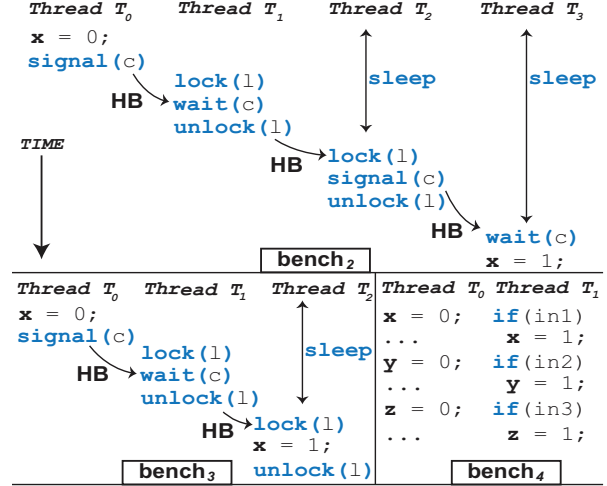 Thread T0 Thread T1 Thread T2 Thread T3
x = 0;
signal(c)
HB
lock(l)
wait(c)
unlock(l)
sleep
sleep
TIME
HB
lock(l)
signal(c)
unlock(l)
HB
wait(c)
x = 1;
bench2
Thread T0 Thread T1 Thread T2
x = 0;
signal(c)
HB
lock(l)
wait(c)
unlock(l)
sleep
HB
lock(l)
x = 1;
unlock(l)
bench3
Thread T0 Thread T1
x = 0; if(in1)
... x = 1;
y = 0; if(in2)
... y = 1;
z = 0; if(in3)
... z = 1;
bench4